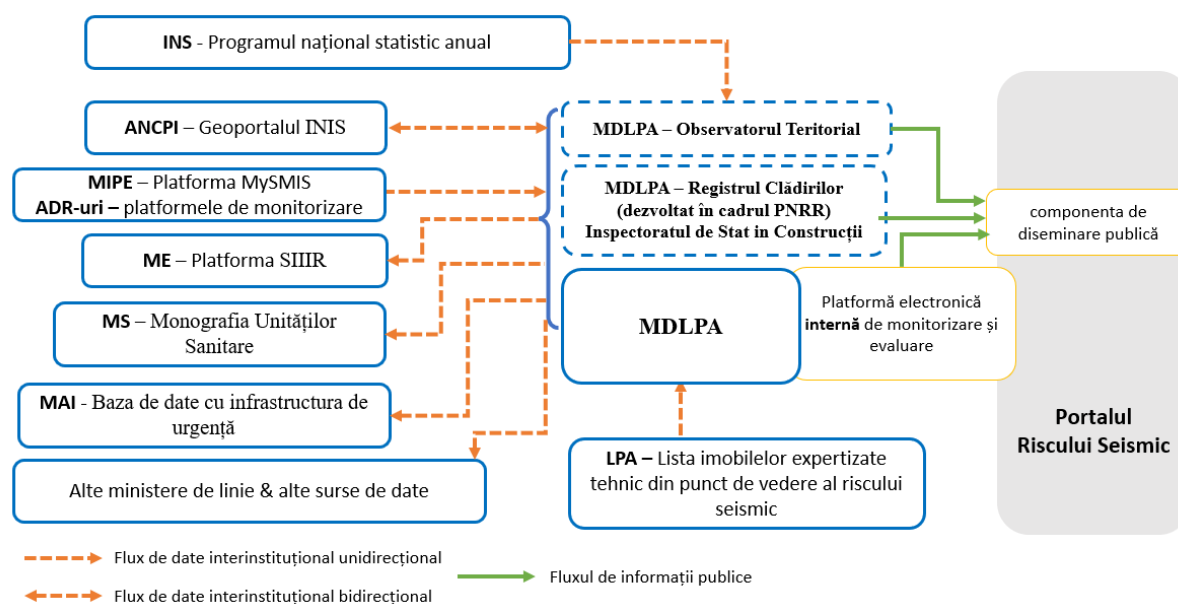 INS - Programul național statistic anual
ANCPI – Geoportalul INIS
MIPE – Platforma MySMIS
ADR-uri – platformele de monitorizare
ME – Platforma SIIIR
MS – Monografia Unităților
Sanitare
MAI - Baza de date cu infrastructura de
urgență
Alte ministere de linie & alte surse de date
MDLPA – Observatorul Teritorial
MDLPA – Registrul Clădirilor
(dezvoltat în cadrul PNRR)
Inspectoratul de Stat in Construcții
MDLPA
Platformă electronică
internă de monitorizare și
evaluare
LPA – Lista imobilelor expertizate
tehnic din punct de vedere al riscului
seismic
componenta de
diseminare publică
Portalul
Riscului Seismic
Flux de date interinstituțional unidirecțional
Flux de date interinstituțional bidirecțional
Fluxul de informații publice